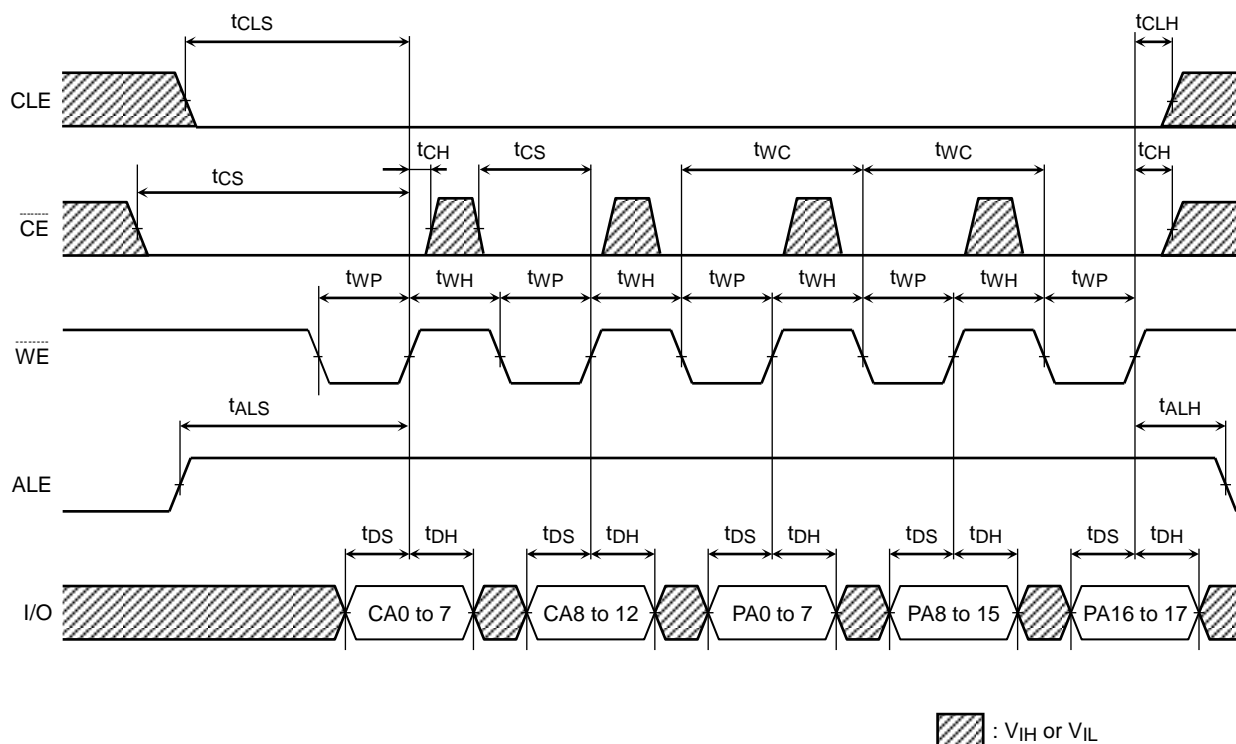 tCLS
tCLH
CLE
tCH
tCS
tWC
tWC
tCH
tCS
CE
tWP
tWH
tWP
tWH
tWP
tWH
tWP
tWH
tWP
WE
tALS
tALH
ALE
tDS
tDH
tDS
tDH
tDS
tDH
tDS
tDH
tDS
tDH
I/O
CA0 to 7
CA8 to 12
PA0 to 7
PA8 to 15
PA16 to 17
: VIH or VIL